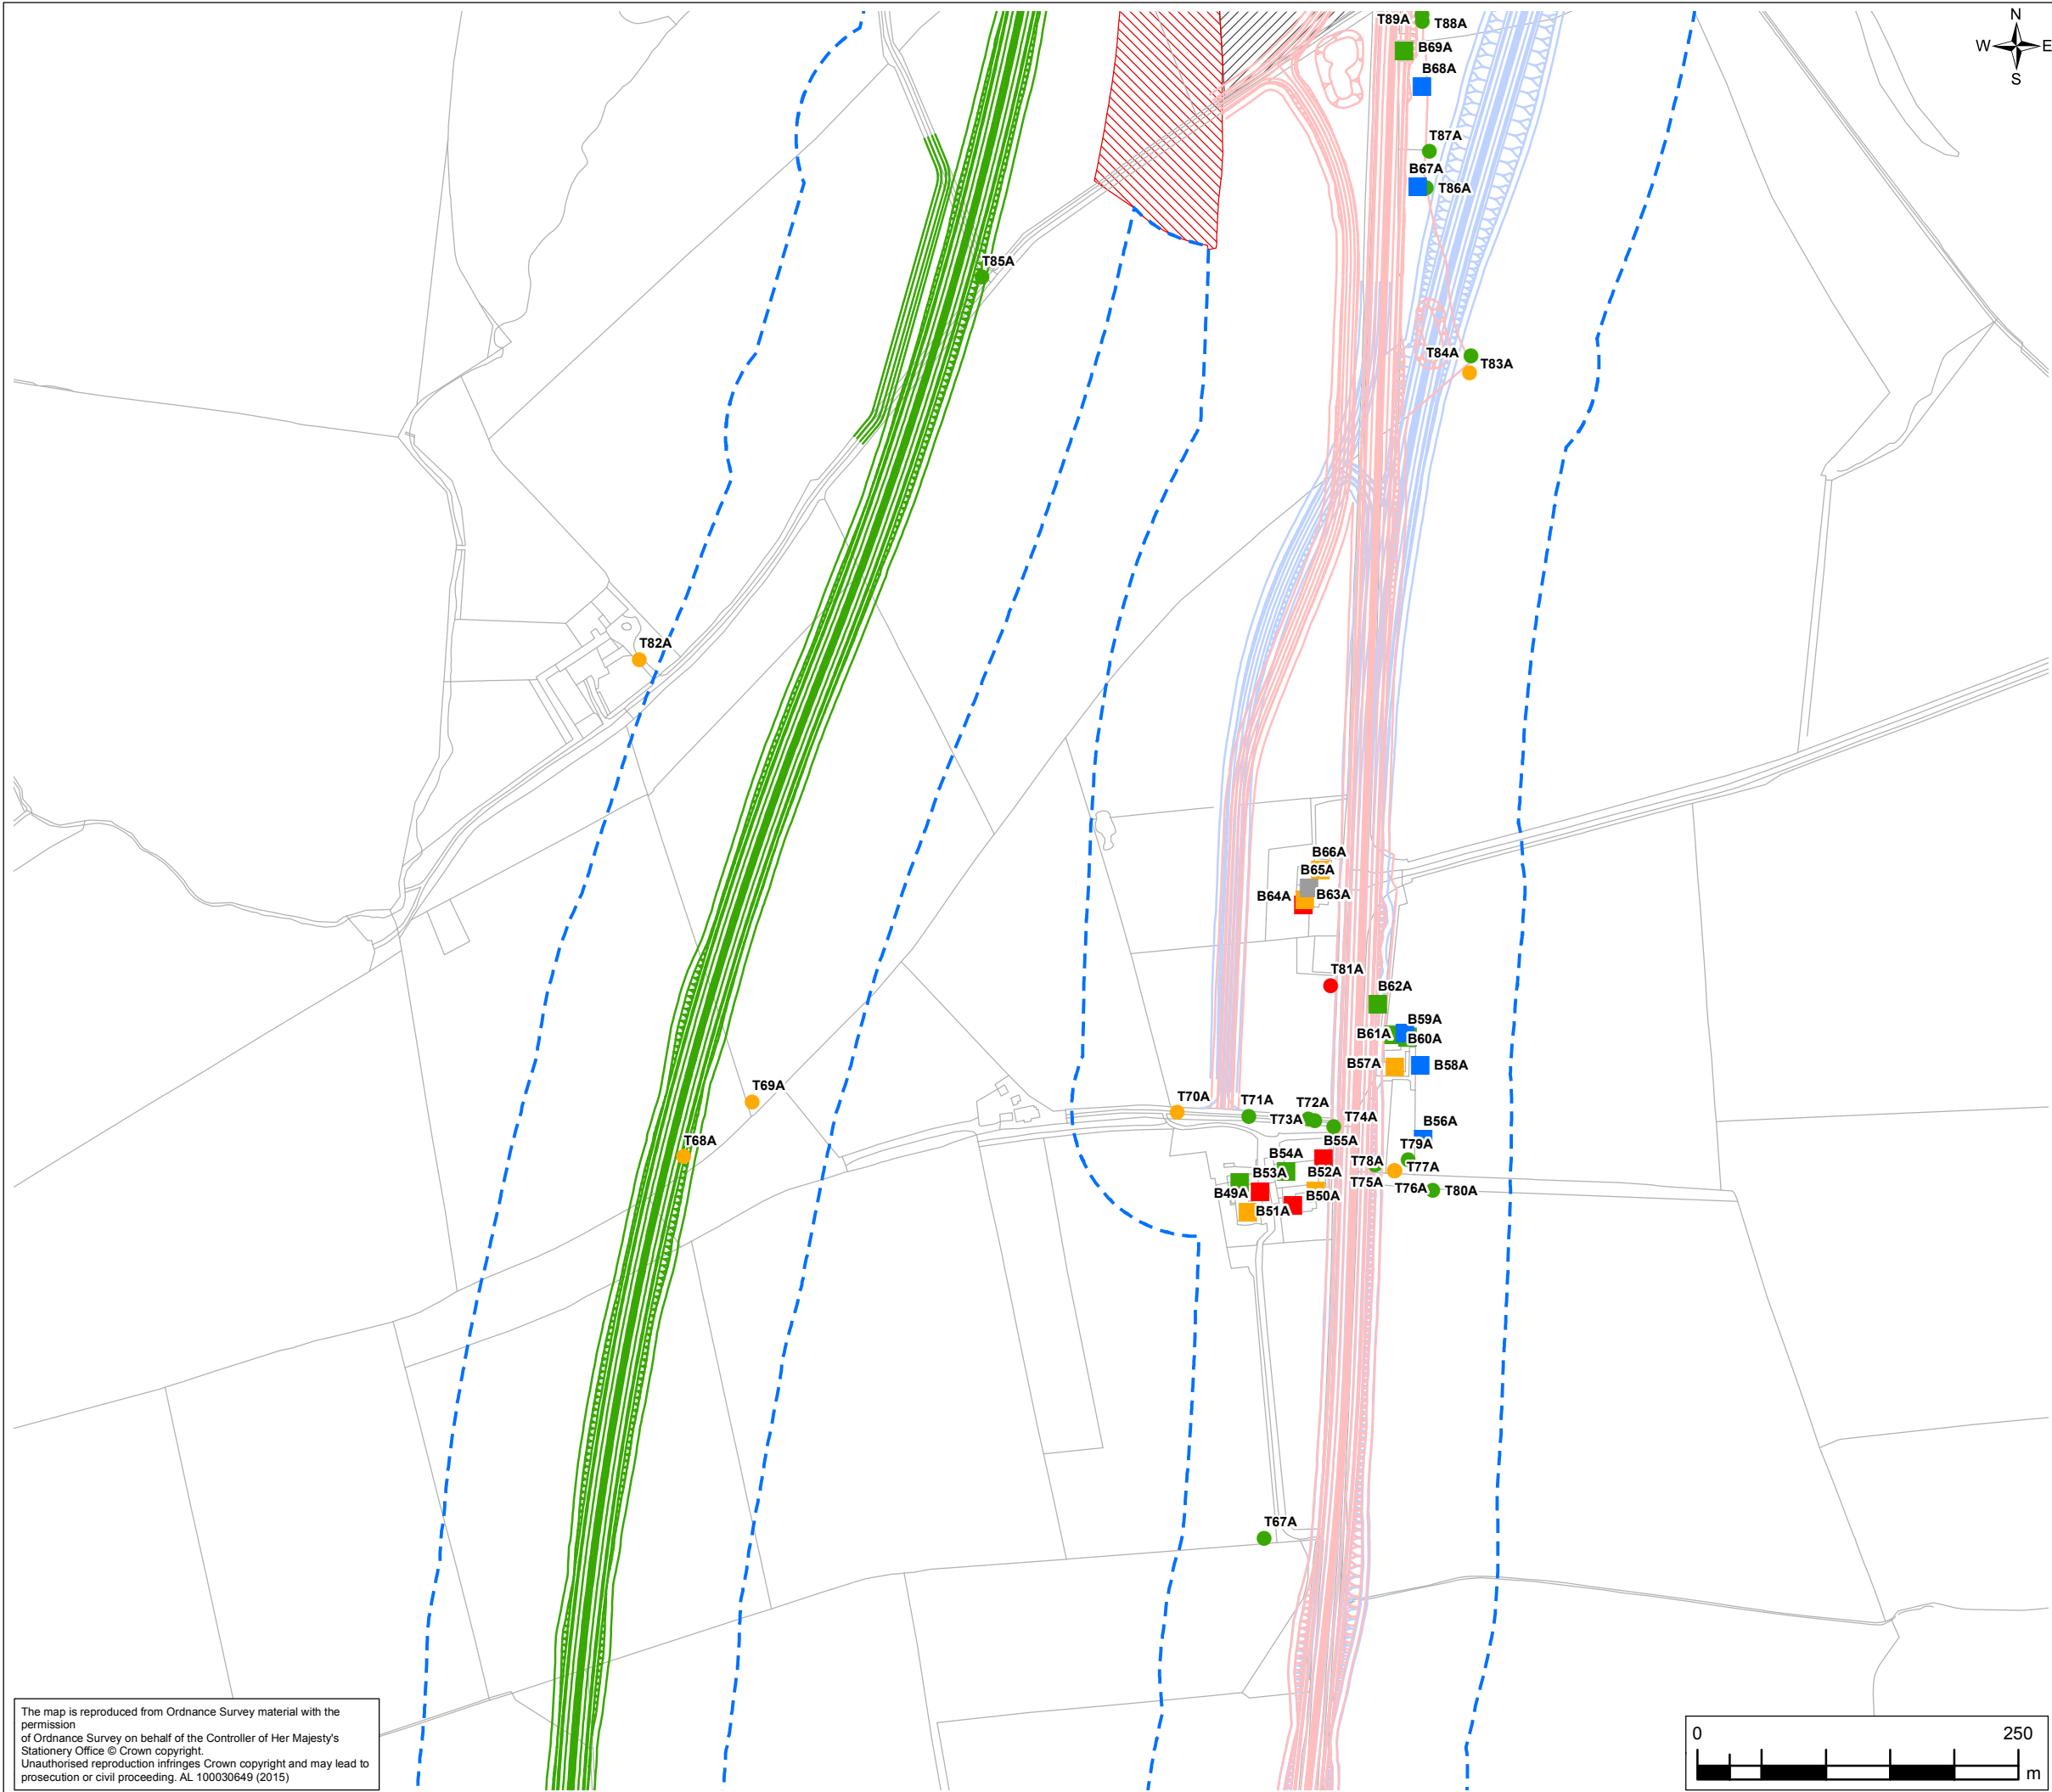 T89A
T88A
N
B69A
W E
B68A
S
T87A
B67A
T86A
T85A
T84A
T83A
T82A
B66A
B65A
B64A
B63A
T81A
B62A
B59A
B61A
B60A
B57A
B58A
T69A
T70A
T71A
T72A
T73A
T74A
B56A
T68A
B55A
T79A
B54A
T78A
T77A
B53A
B52A
T75A
T76A
T80A
B49A
B50A
B51A
T67A
The map is reproduced from Ordnance Survey material with the
permission
of Ordnance Survey on behalf of the Controller of Her Majesty's
Stationery Office © Crown copyright.
Unauthorised reproduction infringes Crown copyright and may lead to
prosecution or civil proceeding. AL 100030649 (2015)
0 250
m